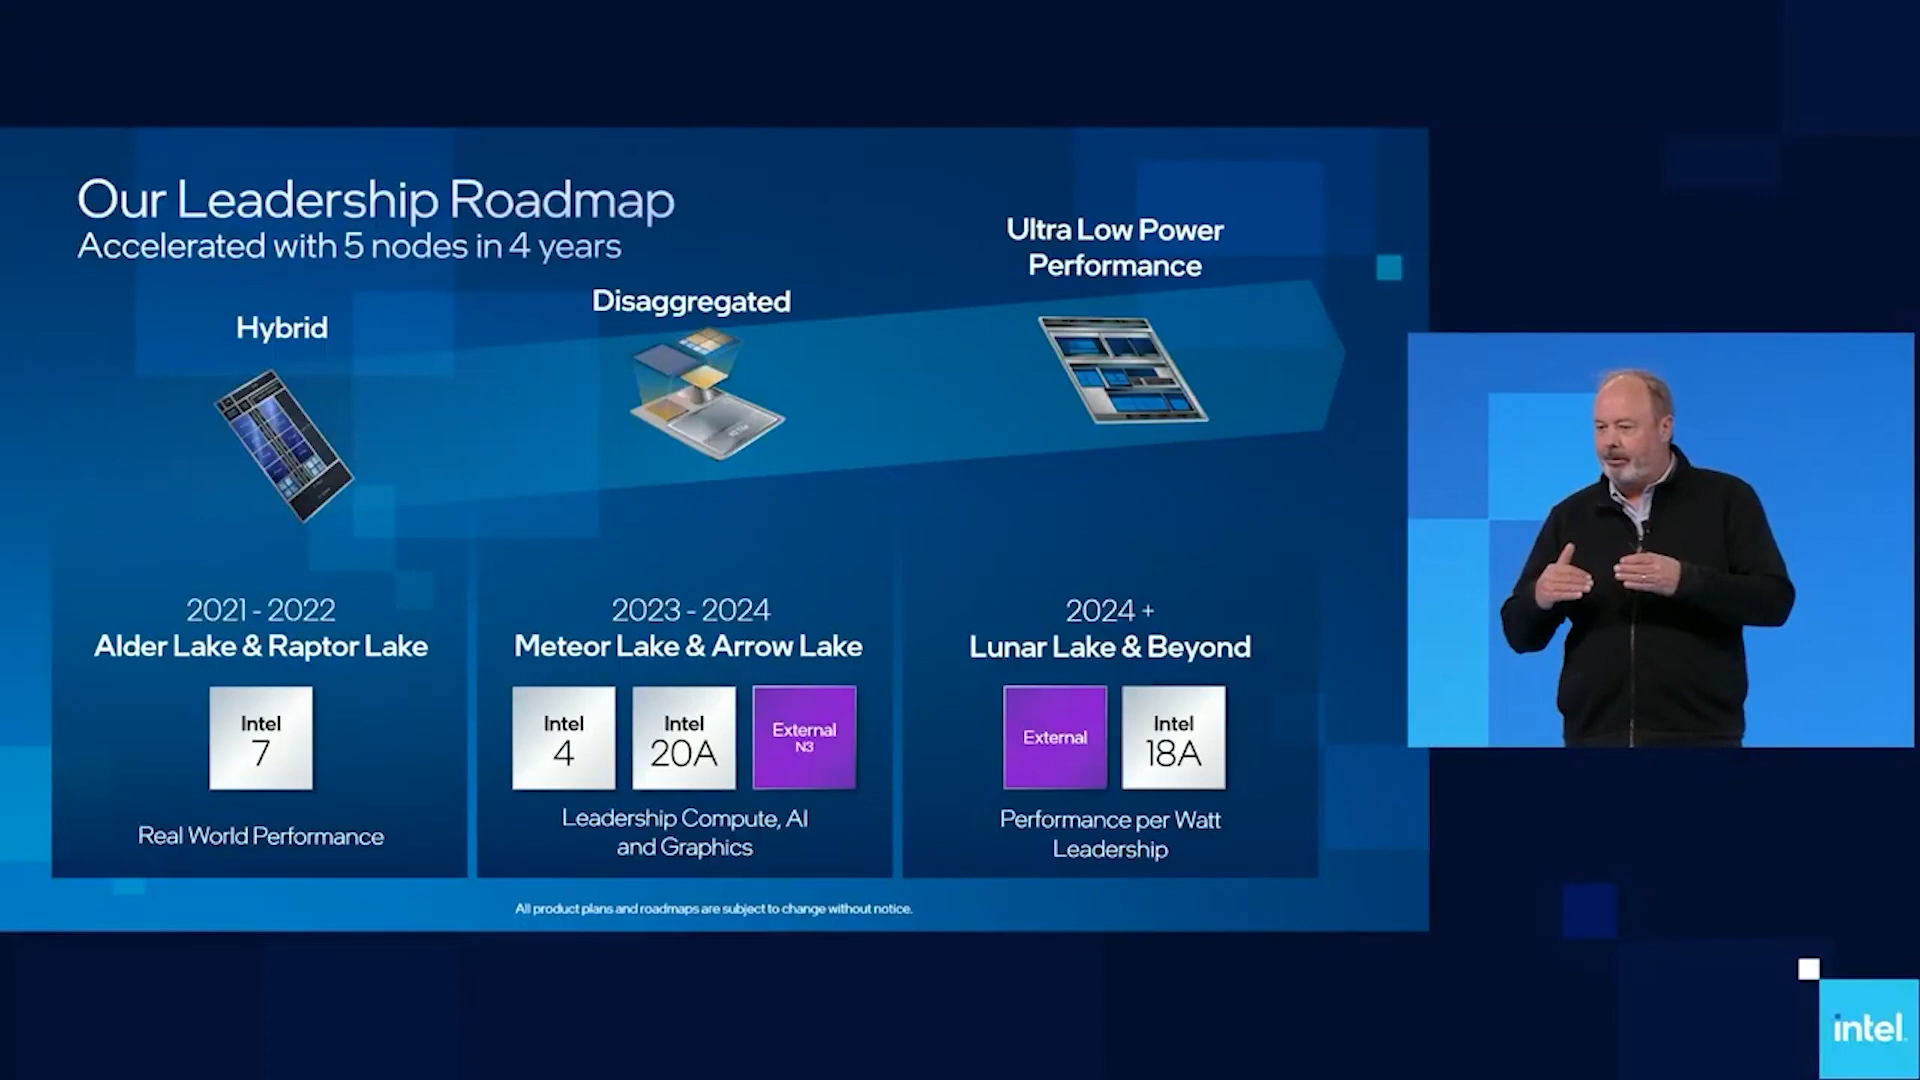 Our Leadership Roadmap
Accelerated with 5 nodes in 4 years
Hybrid
Disaggregated
Ultra Low Power
Performance
2021 - 2022
Alder Lake & Raptor Lake
Intel
7
Real World Performance
2023 - 2024
Meteor Lake & Arrow Lake
Intel
4
Intel
20A
External
N3
Leadership Compute, AI
and Graphics
2024 +
Lunar Lake & Beyond
External
Intel
18A
Performance per Watt
Leadership
All product plans and roadmaps are subject to change without notice.
intel.